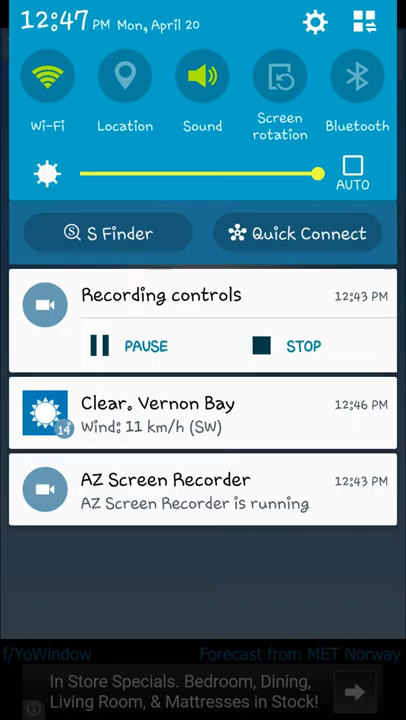 12:47 PM Mon, April 20
Wi-Fi
Location
Sound
Screen
rotation
Bluetooth
AUTO
S Finder
Quick Connect
Recording controls
12:43 PM
PAUSE
STOP
Clear. Vernon Bay
12:46 PM
14
Wind: 11 km/h (SW)
AZ Screen Recorder
12:43 PM
AZ Screen Recorder is running
f/YoWindow
Forecast from MET Norway
In Store Specials. Bedroom, Dining,
Living Room, & Mattresses in Stock!